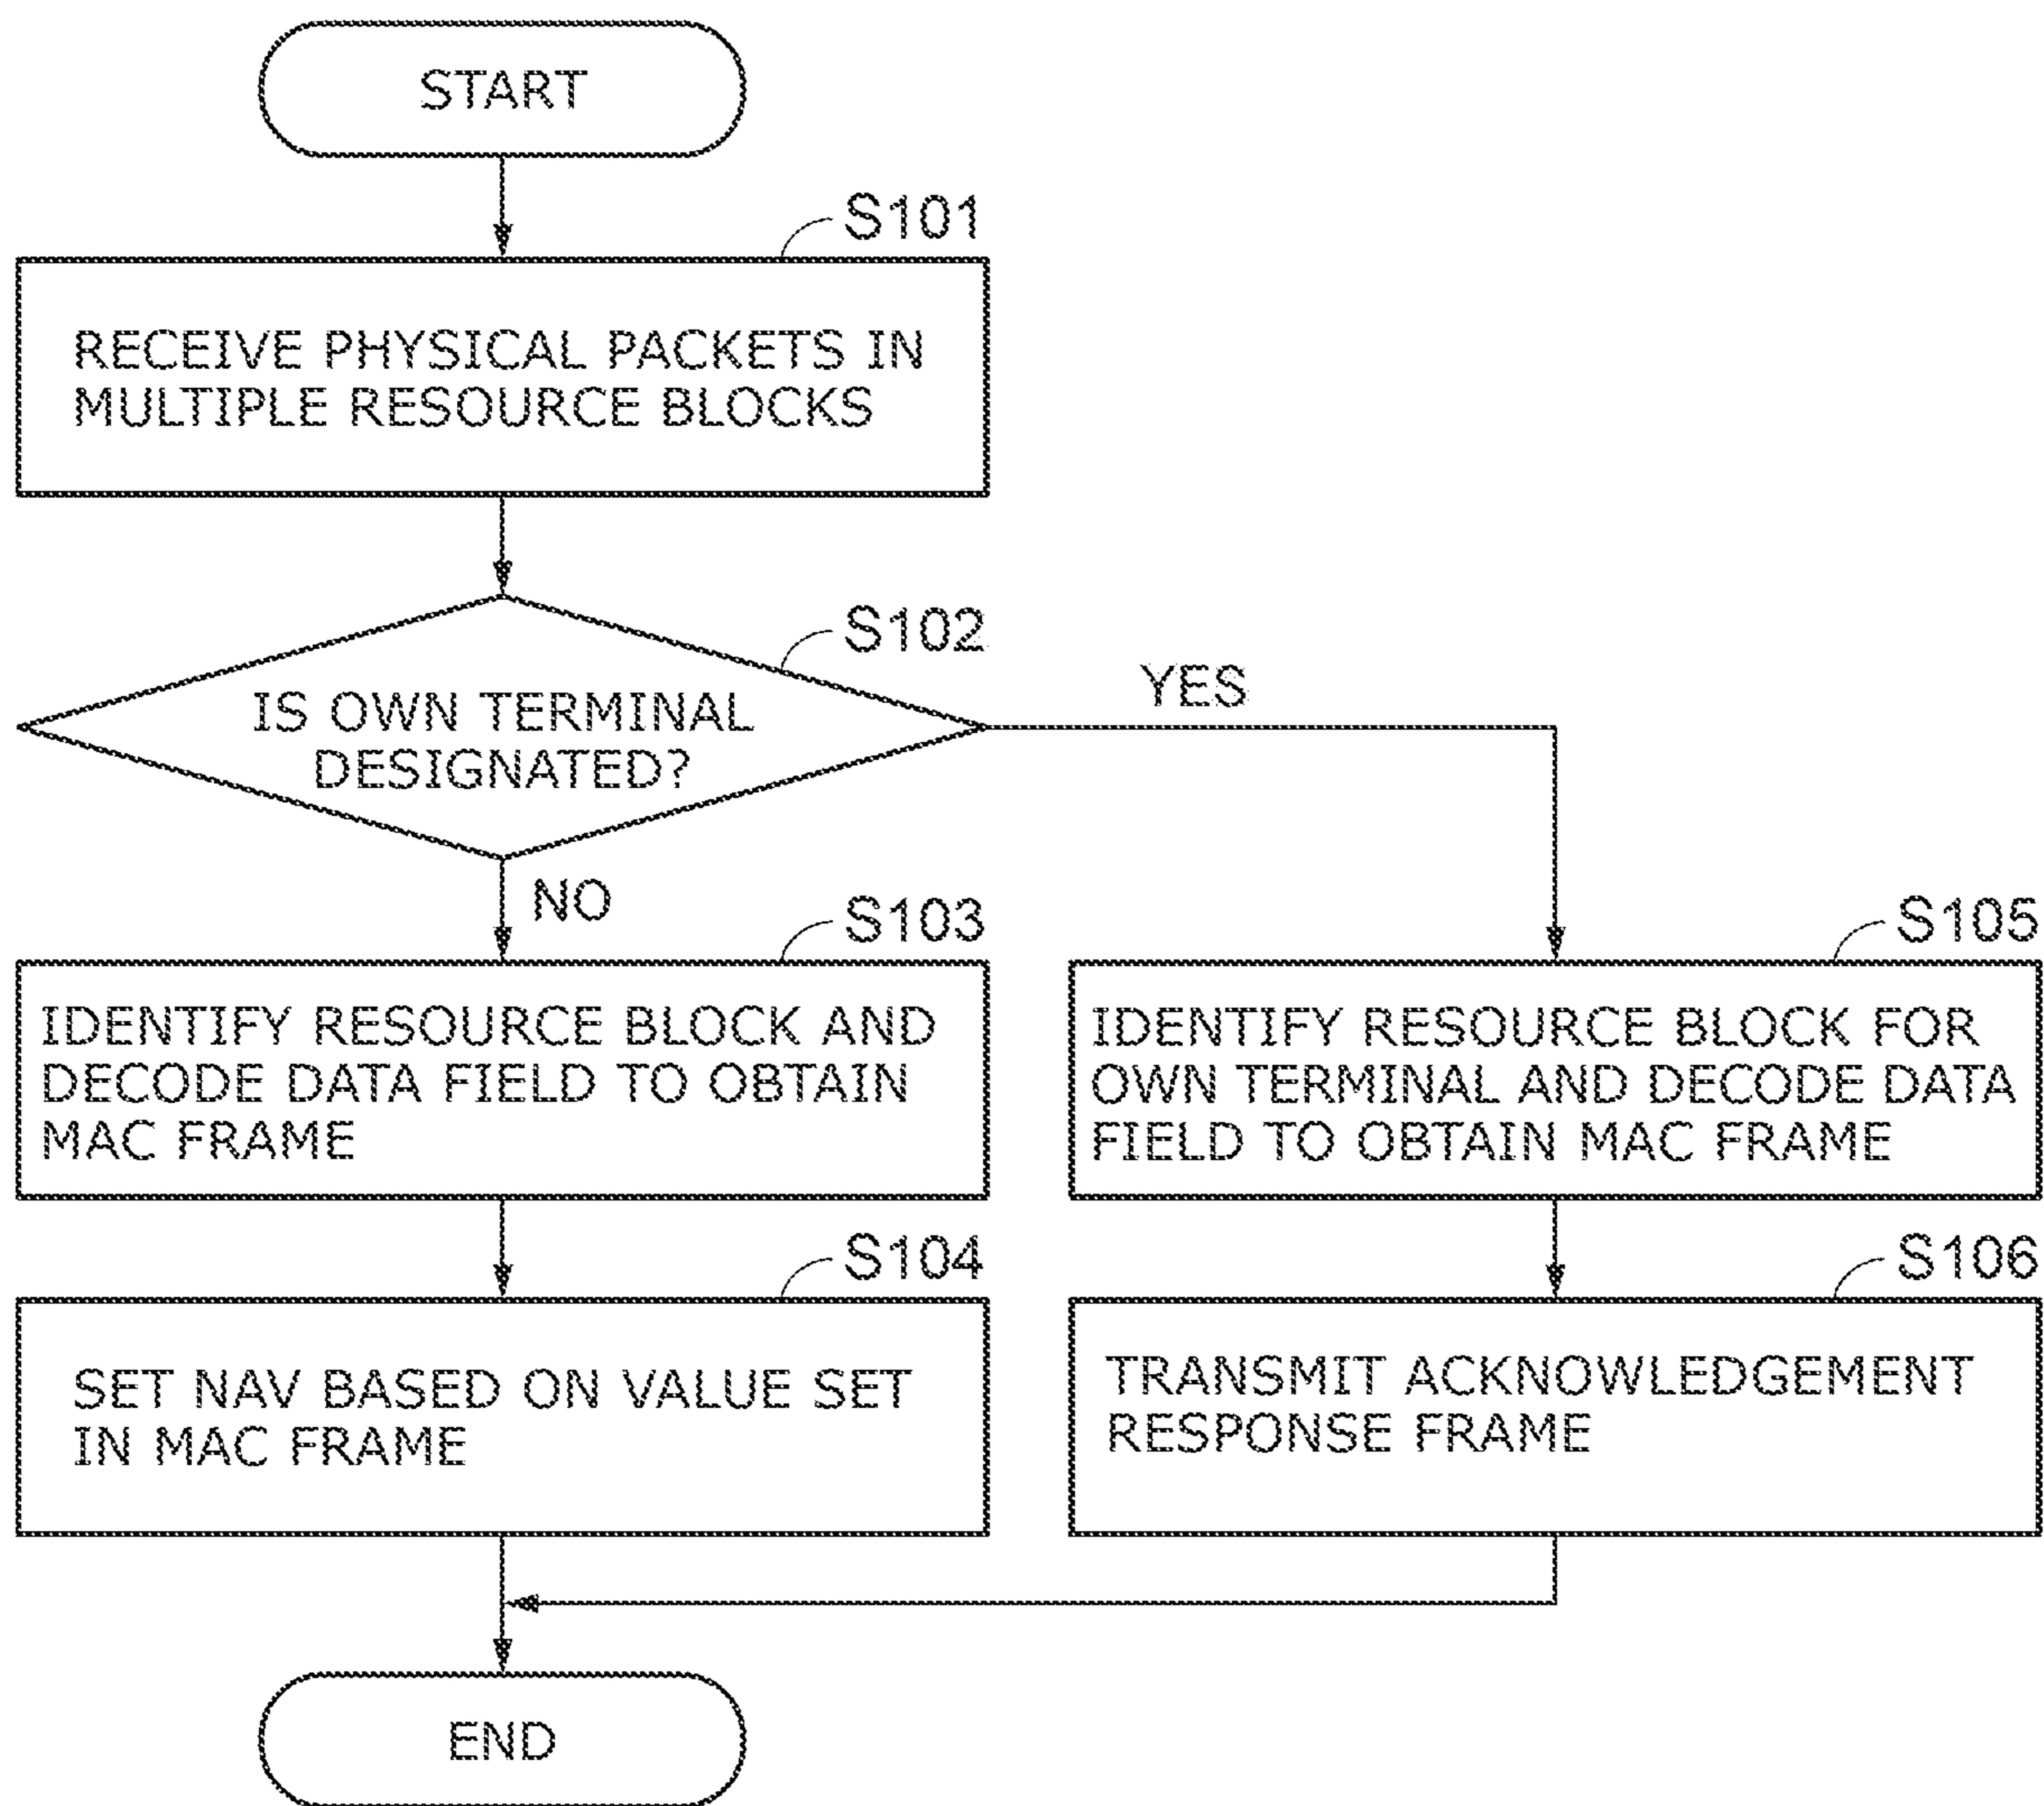 START
S101
RECEIVE PHYSICAL PACKETS IN
MULTIPLE RESOURCE BLOCKS
S102
IS OWN TERMINAL
DESIGNATED?
YES
NO
S103
IDENTIFY RESOURCE BLOCK AND
DECODE DATA FIELD TO OBTAIN
MAC FRAME
S105
IDENTIFY RESOURCE BLOCK FOR
OWN TERMINAL AND DECODE DATA
FIELD TO OBTAIN MAC FRAME
S104
SET NAV BASED ON VALUE SET
IN MAC FRAME
S106
TRANSMIT ACKNOWLEDGEMENT
RESPONSE FRAME
END